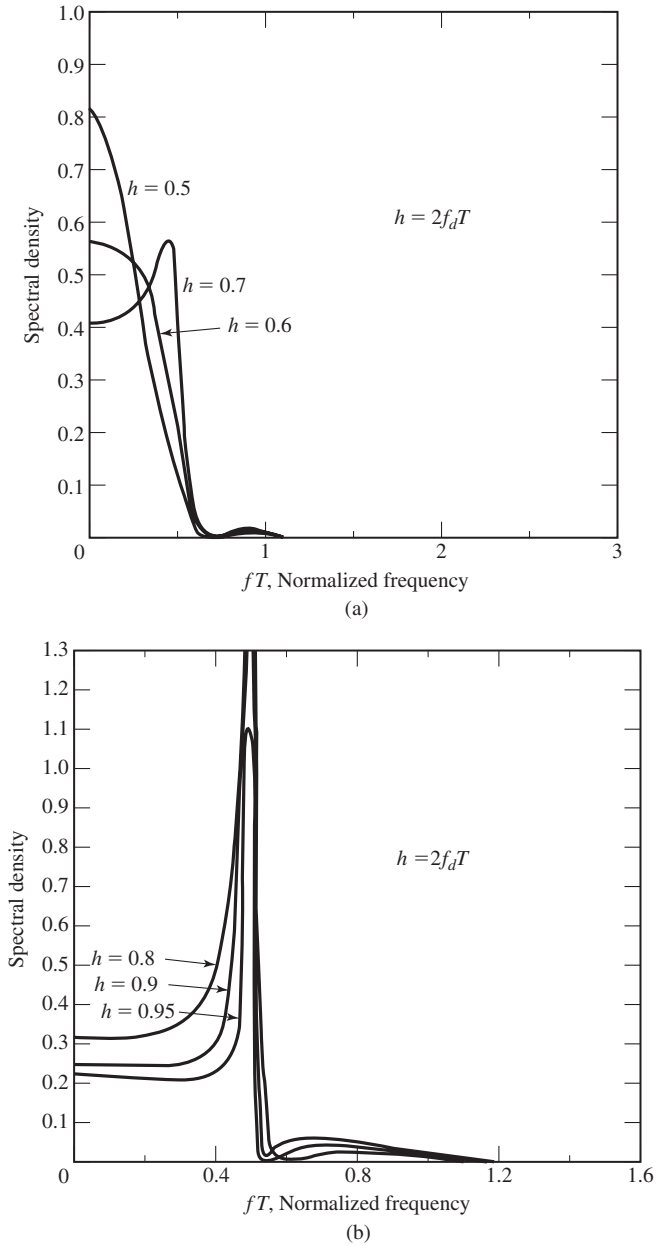 1.0
0.9
0.8
0.7
0.6
0.5
0.4
0.3
0.2
0.1
0
1
2
3
Spectral density
h = 0.5
h = 2f_dT
h = 0.7
h = 0.6
fT, Normalized frequency
(a)
1.3
1.2
1.1
1.0
0.9
0.8
0.7
0.6
0.5
0.4
0.3
0.2
0.1
0
0.4
0.8
1.2
1.6
Spectral density
h = 2f_dT
h = 0.8
h = 0.9
h = 0.95
fT, Normalized frequency
(b)